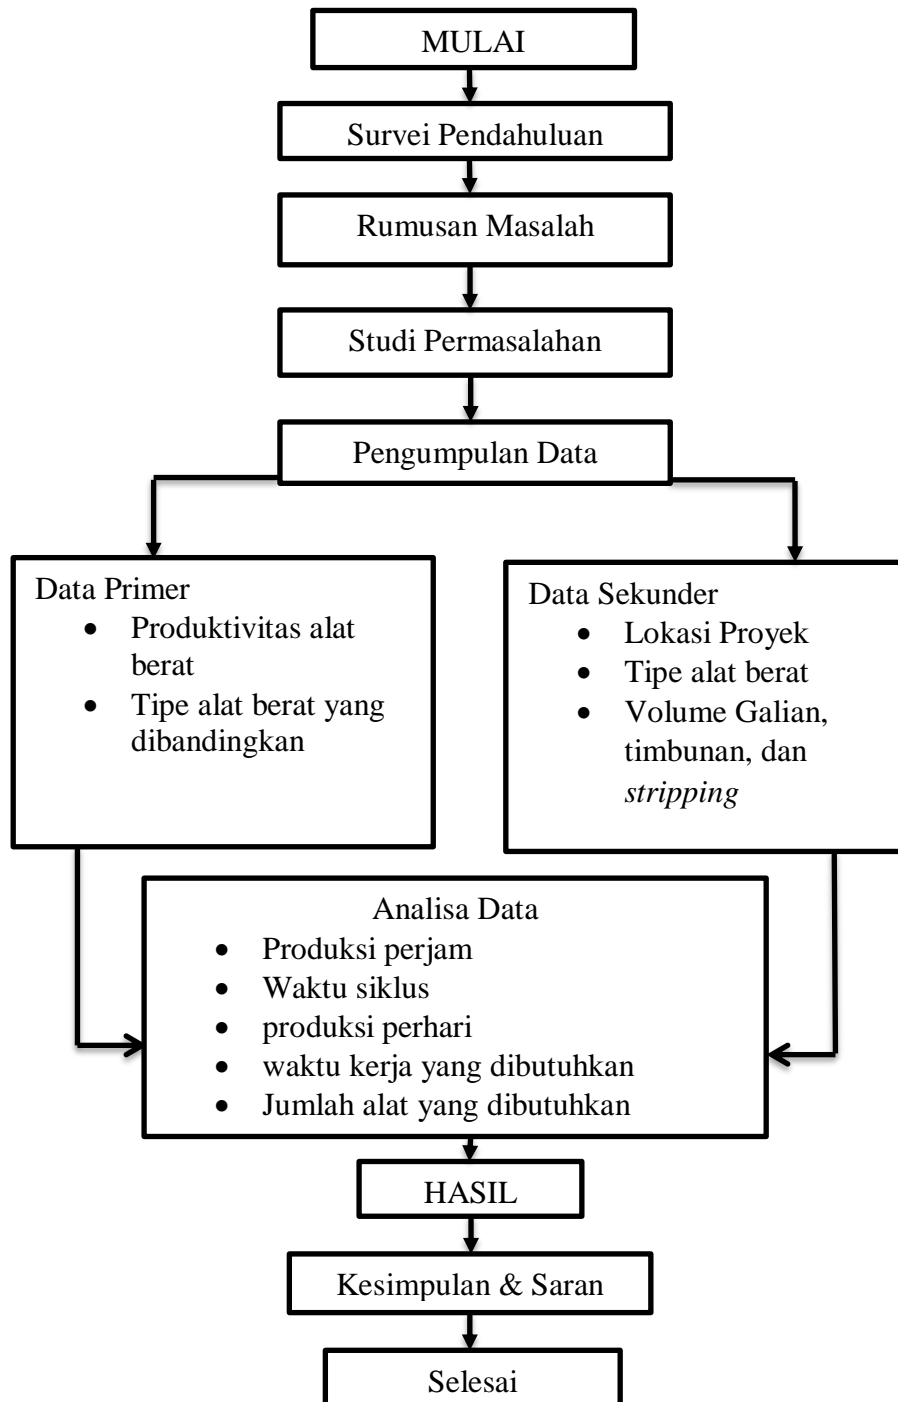 MULAI
Survei Pendahuluan
Rumusan Masalah
Studi Permasalahan
Pengumpulan Data
Data Primer
• Produktivitas alat
berat
• Tipe alat berat yang
dibandingkan
Data Sekunder
• Lokasi Proyek
• Tipe alat berat
• Volume Galian,
timbunan, dan
stripping
Analisa Data
• Produksi perjam
• Waktu siklus
• produksi perhari
• waktu kerja yang dibutuhkan
• Jumlah alat yang dibutuhkan
HASIL
Kesimpulan & Saran
Selesai